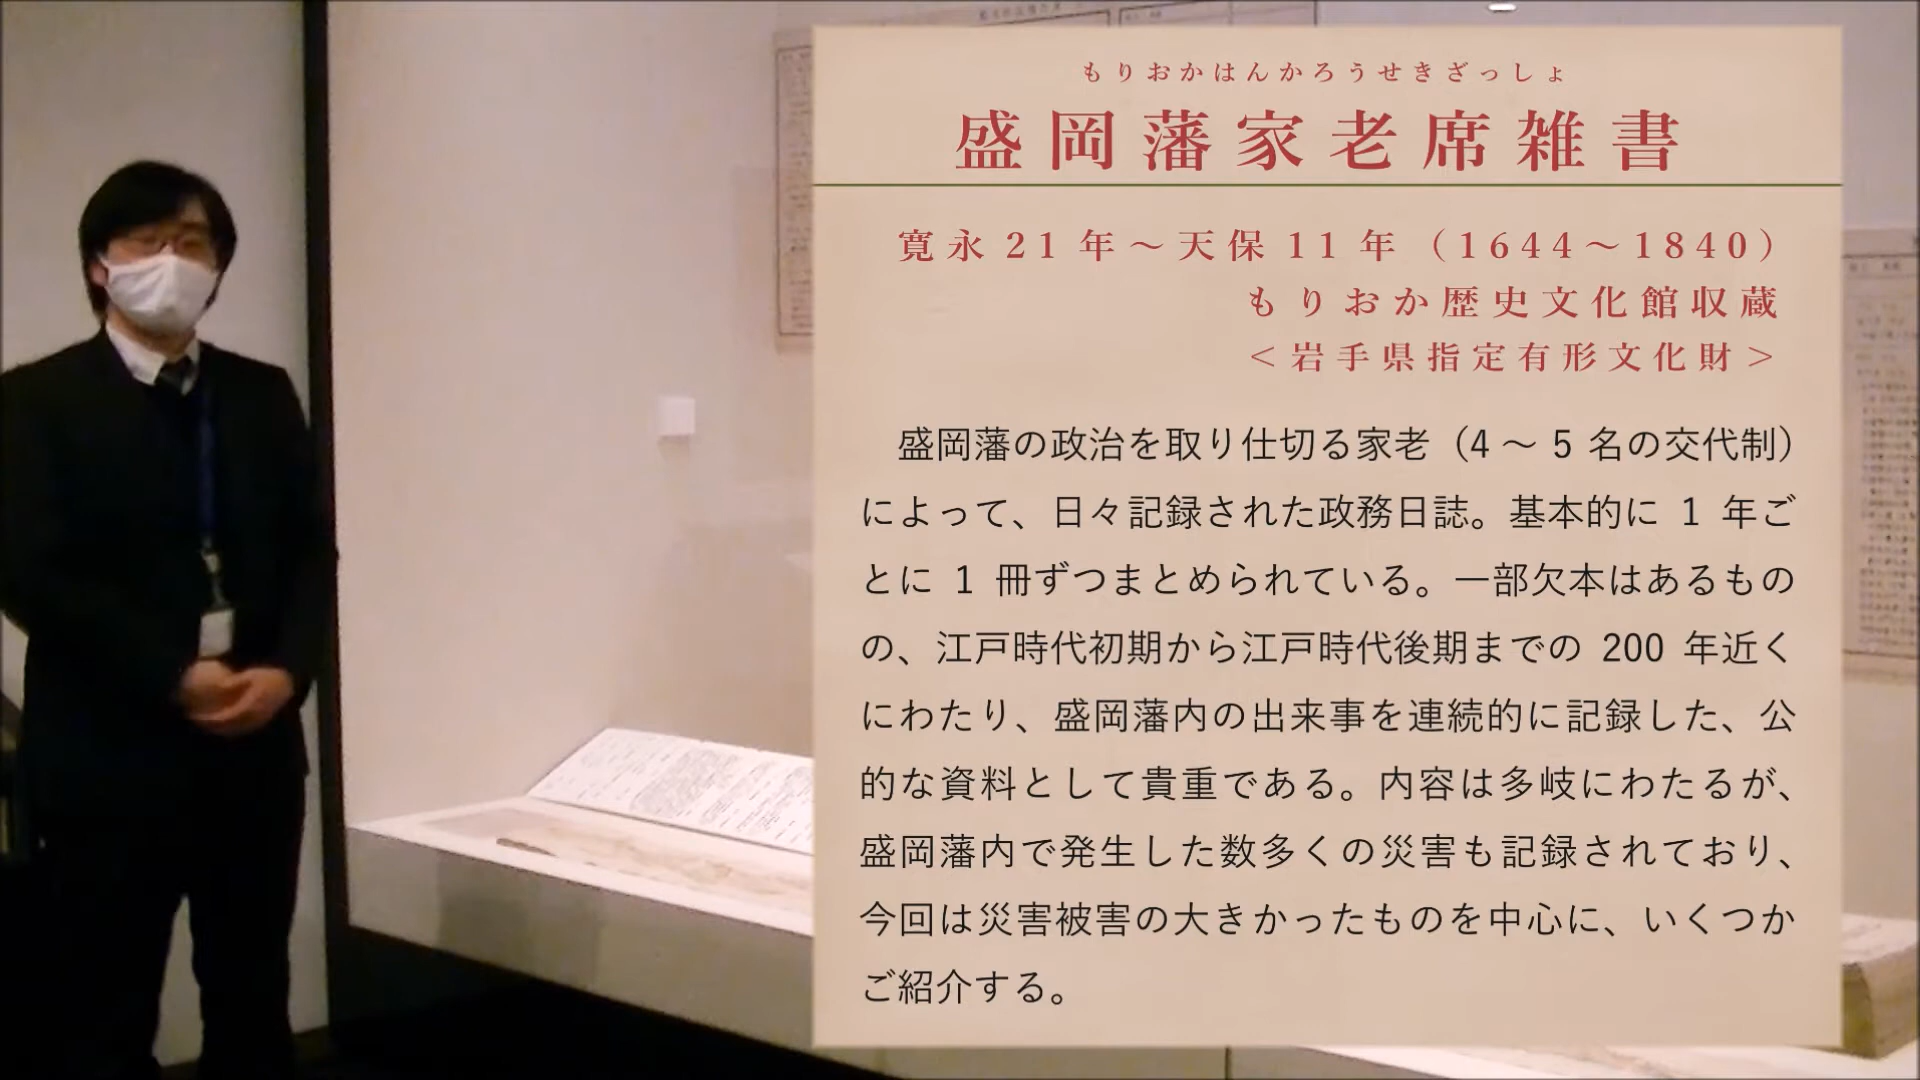 もりおかはんかろうせきざっしょ
盛岡藩家老席雑書
寛永21年～天保11年（1644～1840）
もりおか歴史文化館収蔵
＜岩手県指定有形文化財＞
盛岡藩の政治を取り仕切る家老（4～5名の交代制）
によって、日々記録された政務日誌。基本的に1年ご
とに1冊ずつまとめられている。一部欠本はあるもの
の、江戸時代初期から江戸時代後期までの200年近く
にわたり、盛岡藩内の出来事を連続的に記録した、公
的な資料として貴重である。内容は多岐にわたるが、
盛岡藩内で発生した数多くの災害も記録されており、
今回は災害被害の大きかったものを中心に、いくつか
ご紹介する。